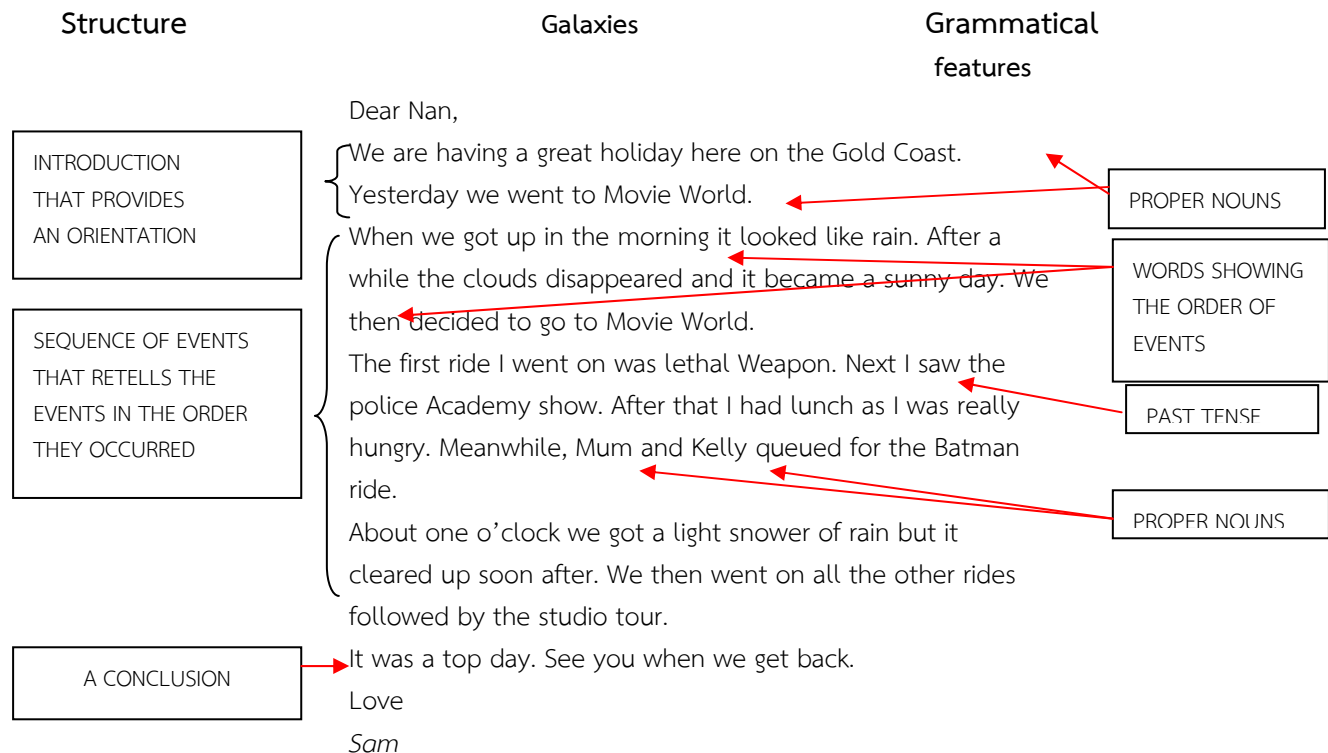 Structure
Galaxies
Grammatical
features
Dear Nan,
We are having a great holiday here on the Gold Coast.
Yesterday we went to Movie World.
When we got up in the morning it looked like rain. After a
while the clouds disappeared and it became a sunny day. We
then decided to go to Movie World.
The first ride I went on was lethal Weapon. Next I saw the
police Academy show. After that I had lunch as I was really
hungry. Meanwhile, Mum and Kelly queued for the Batman
ride.
About one o’clock we got a light snower of rain but it
cleared up soon after. We then went on all the other rides
followed by the studio tour.
It was a top day. See you when we get back.
Love
Sam
INTRODUCTION
THAT PROVIDES
AN ORIENTATION
SEQUENCE OF EVENTS
THAT RETELLS THE
EVENTS IN THE ORDER
THEY OCCURRED
A CONCLUSION
PROPER NOUNS
WORDS SHOWING
THE ORDER OF
EVENTS
PAST TENSE
PROPER NOUNS